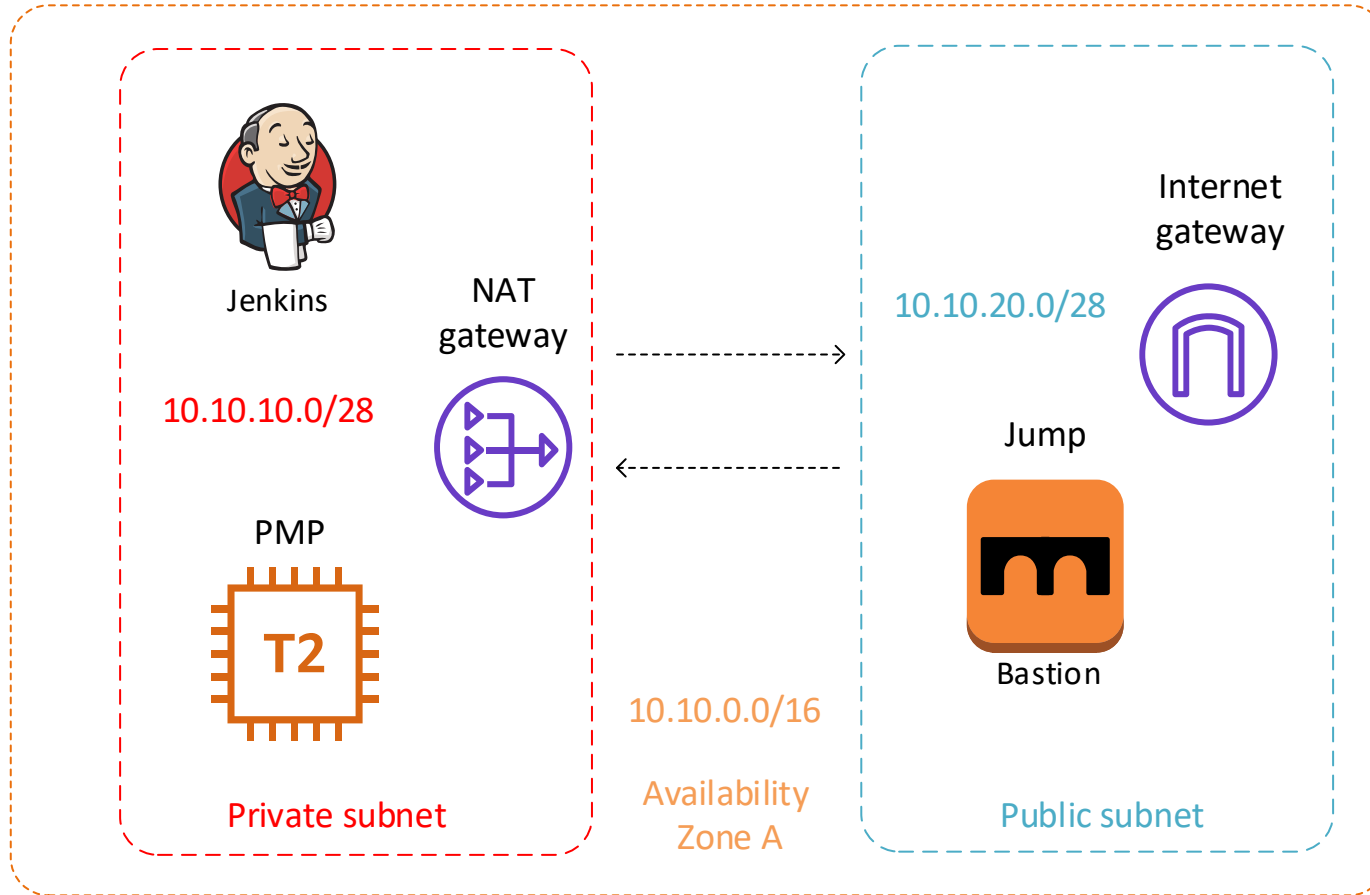 Jenkins
NAT
gateway
10.10.10.0/28
PMP
T2
Private subnet
10.10.0.0/16
Availability
Zone A
Internet
gateway
10.10.20.0/28
Jump
Bastion
Public subnet